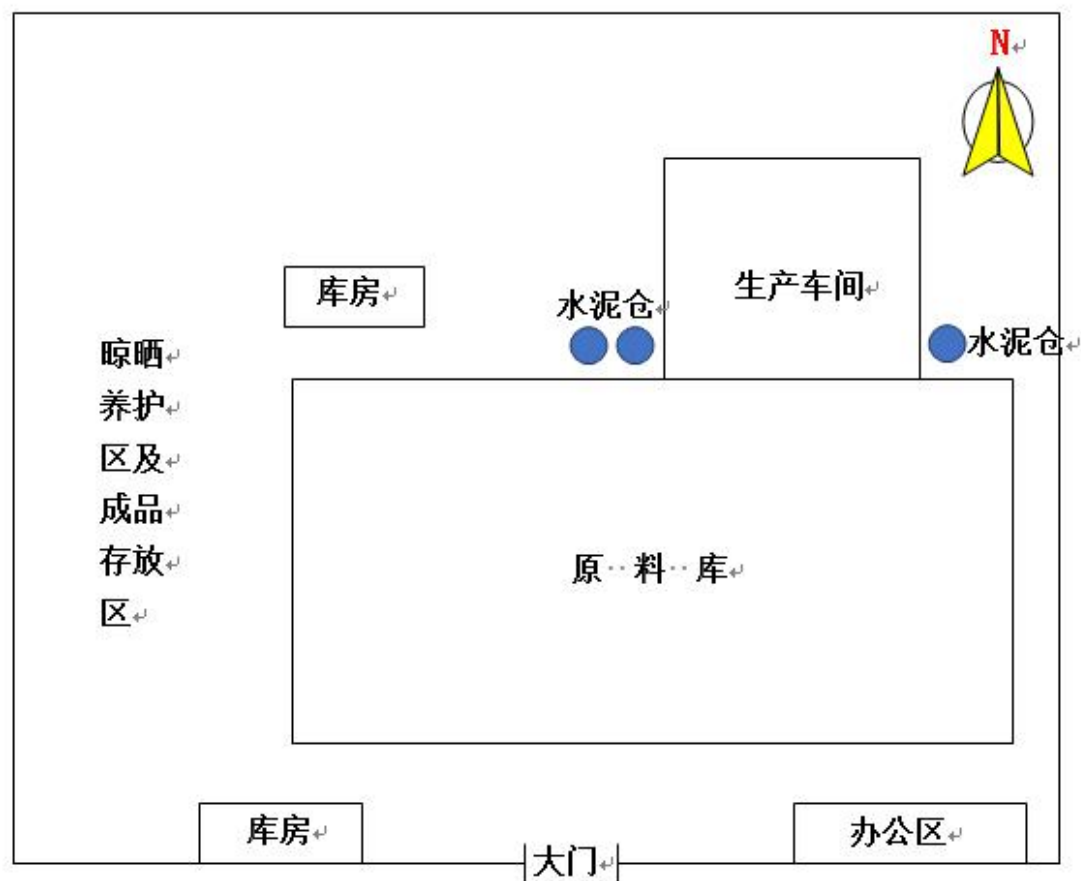 N
库房
生产车间
水泥仓
水泥仓
晾晒
养护
区及
成品
存放
区
原··料··库
库房
办公区
大门